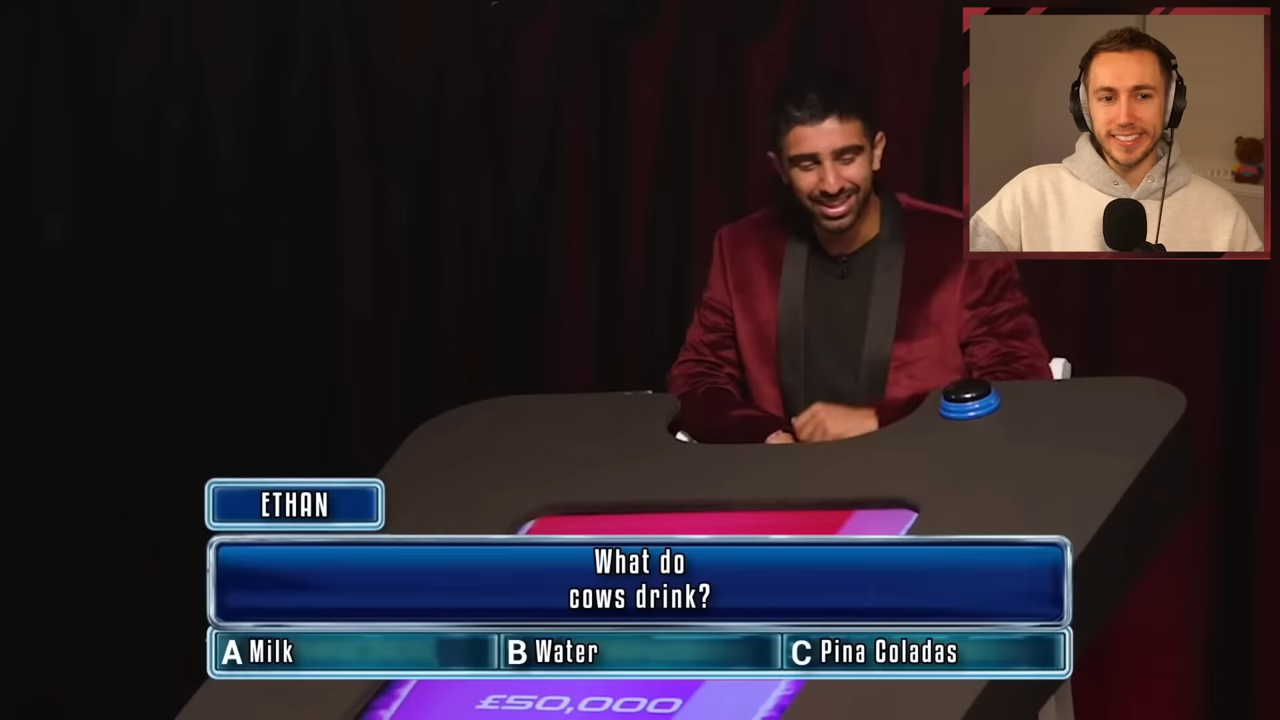 ETHAN
What do
cows drink?
A Milk
B Water
C Pina Coladas
£50,000